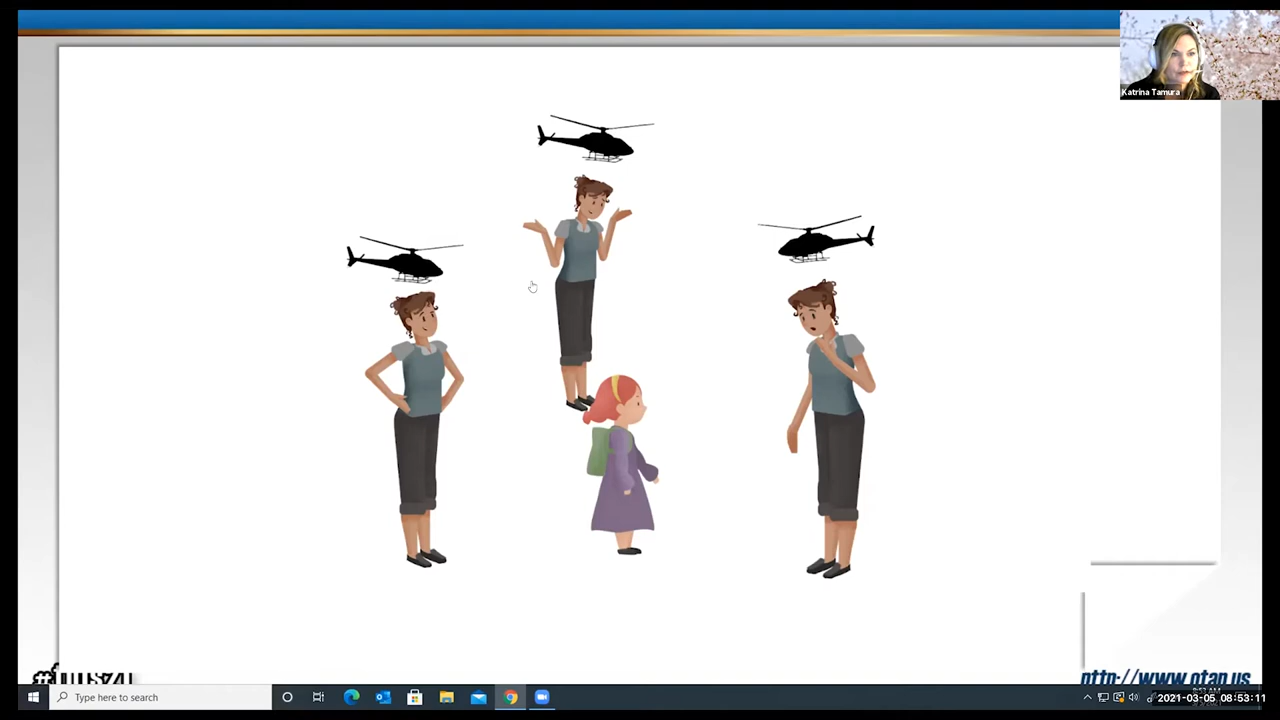 Katrina Tamura
http://www.otan.us
Type here to search
2021-03-05 08:53:11